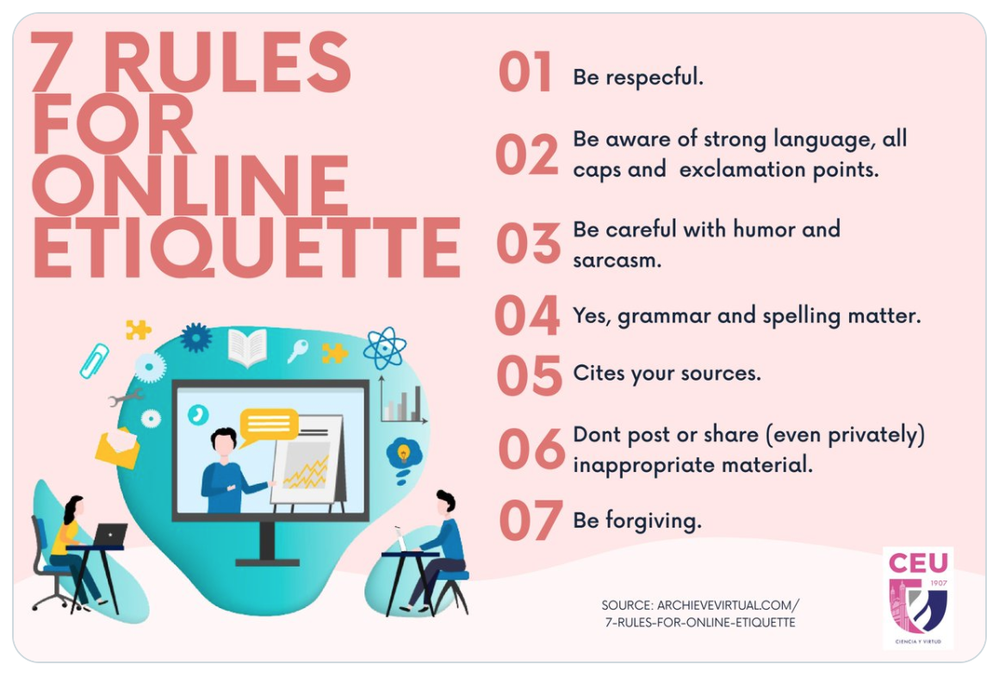 7 RULES
FOR
ONLINE
ETIQUETTE
01
Be respecful.
02
Be aware of strong language, all
caps and  exclamation points.
03
Be careful with humor and
sarcasm.
04
Yes, grammar and spelling matter.
05
Cites your sources.
06
Dont post or share (even privately)
inappropriate material.
07
Be forgiving.
SOURCE: ARCHIEVEVIRTUAL.COM/
7-RULES-FOR-ONLINE-ETIQUETTE
CEU
1907
CIENCIA Y VIRTUD